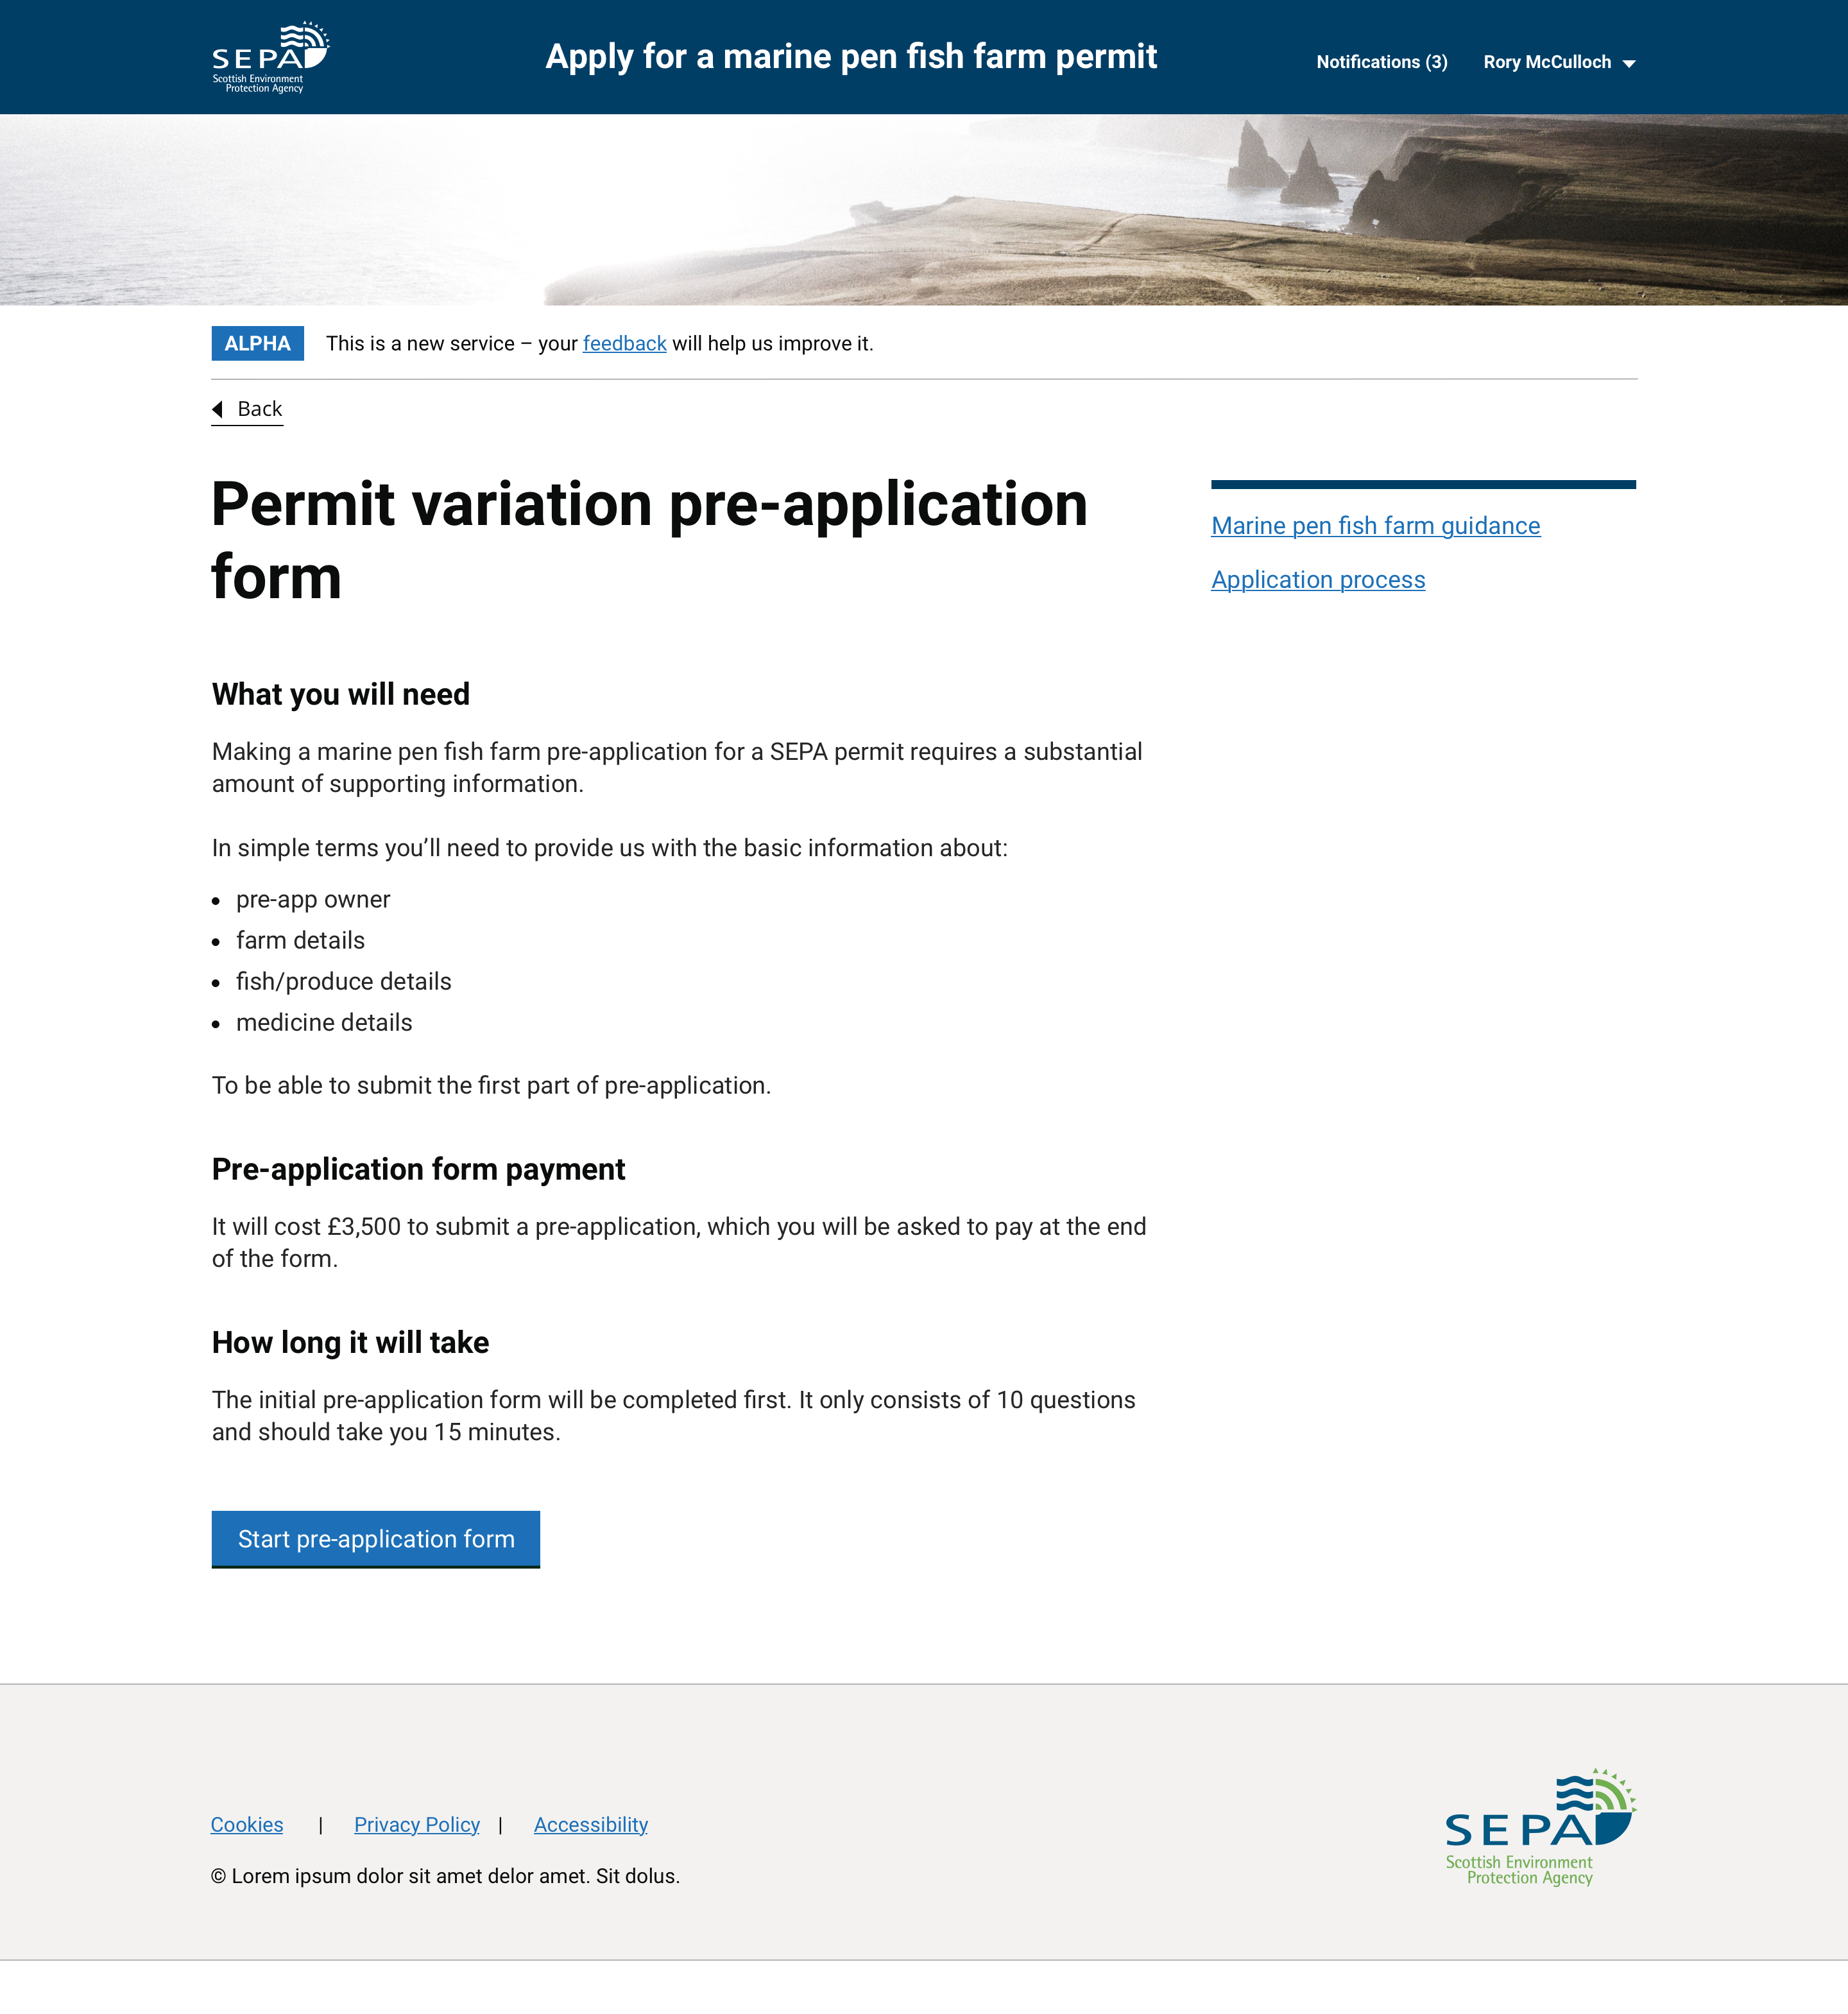 SEPA
Scottish Environment
Protection Agency
Apply for a marine pen fish farm permit
Notifications (3)
Rory McCulloch
ALPHA
This is a new service – your feedback will help us improve it.
Back
Permit variation pre-application
form
Marine pen fish farm guidance
Application process
What you will need
Making a marine pen fish farm pre-application for a SEPA permit requires a substantial
amount of supporting information.
In simple terms you’ll need to provide us with the basic information about:
• pre-app owner
• farm details
• fish/produce details
• medicine details
To be able to submit the first part of pre-application.
Pre-application form payment
It will cost £3,500 to submit a pre-application, which you will be asked to pay at the end
of the form.
How long it will take
The initial pre-application form will be completed first. It only consists of 10 questions
and should take you 15 minutes.
Start pre-application form
Cookies | Privacy Policy | Accessibility
© Lorem ipsum dolor sit amet delor amet. Sit dolus.
SEPA
Scottish Environment
Protection Agency